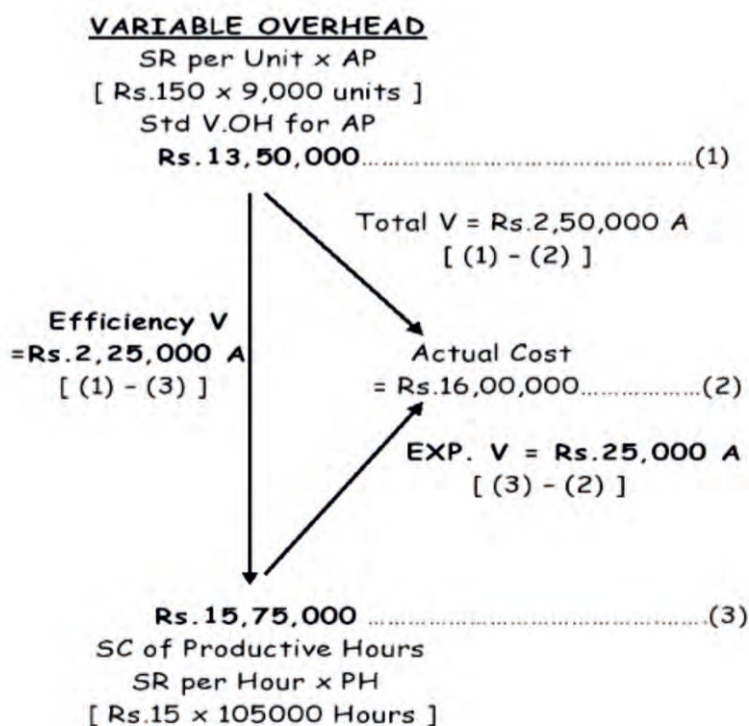 VARIABLE OVERHEAD
SR per Unit x AP
[ Rs.150 x 9,000 units ]
Std V.OH for AP
Rs.13,50,000..........................................................(1)
Total V = Rs.2,50,000 A
[ (1) - (2) ]
Efficiency V
=Rs.2,25,000 A
[ (1) - (3) ]
Actual Cost
= Rs.16,00,000....................(2)
EXP. V = Rs.25,000 A
[ (3) - (2) ]
Rs.15,75,000 .........................................................(3)
SC of Productive Hours
SR per Hour x PH
[ Rs.15 x 105000 Hours ]